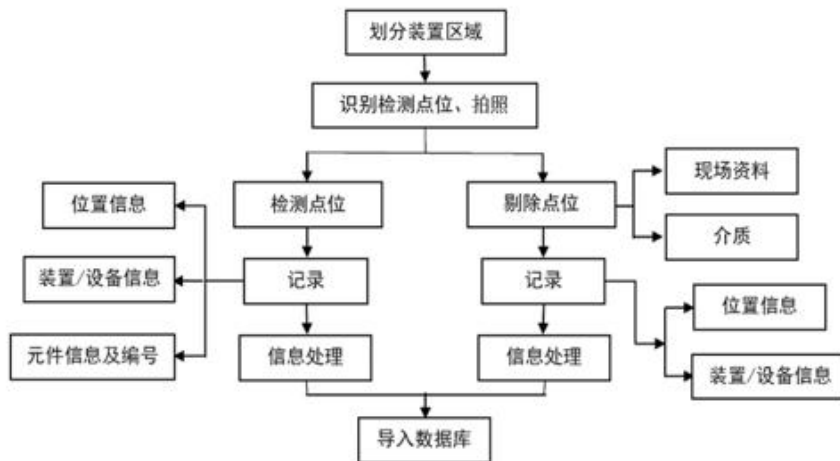 划分装置区域
识别检测点位、拍照
现场资料
位置信息
检测点位
剔除点位
介质
装置/设备信息
记录
记录
位置信息
元件信息及编号
信息处理
信息处理
装置/设备信息
导入数据库